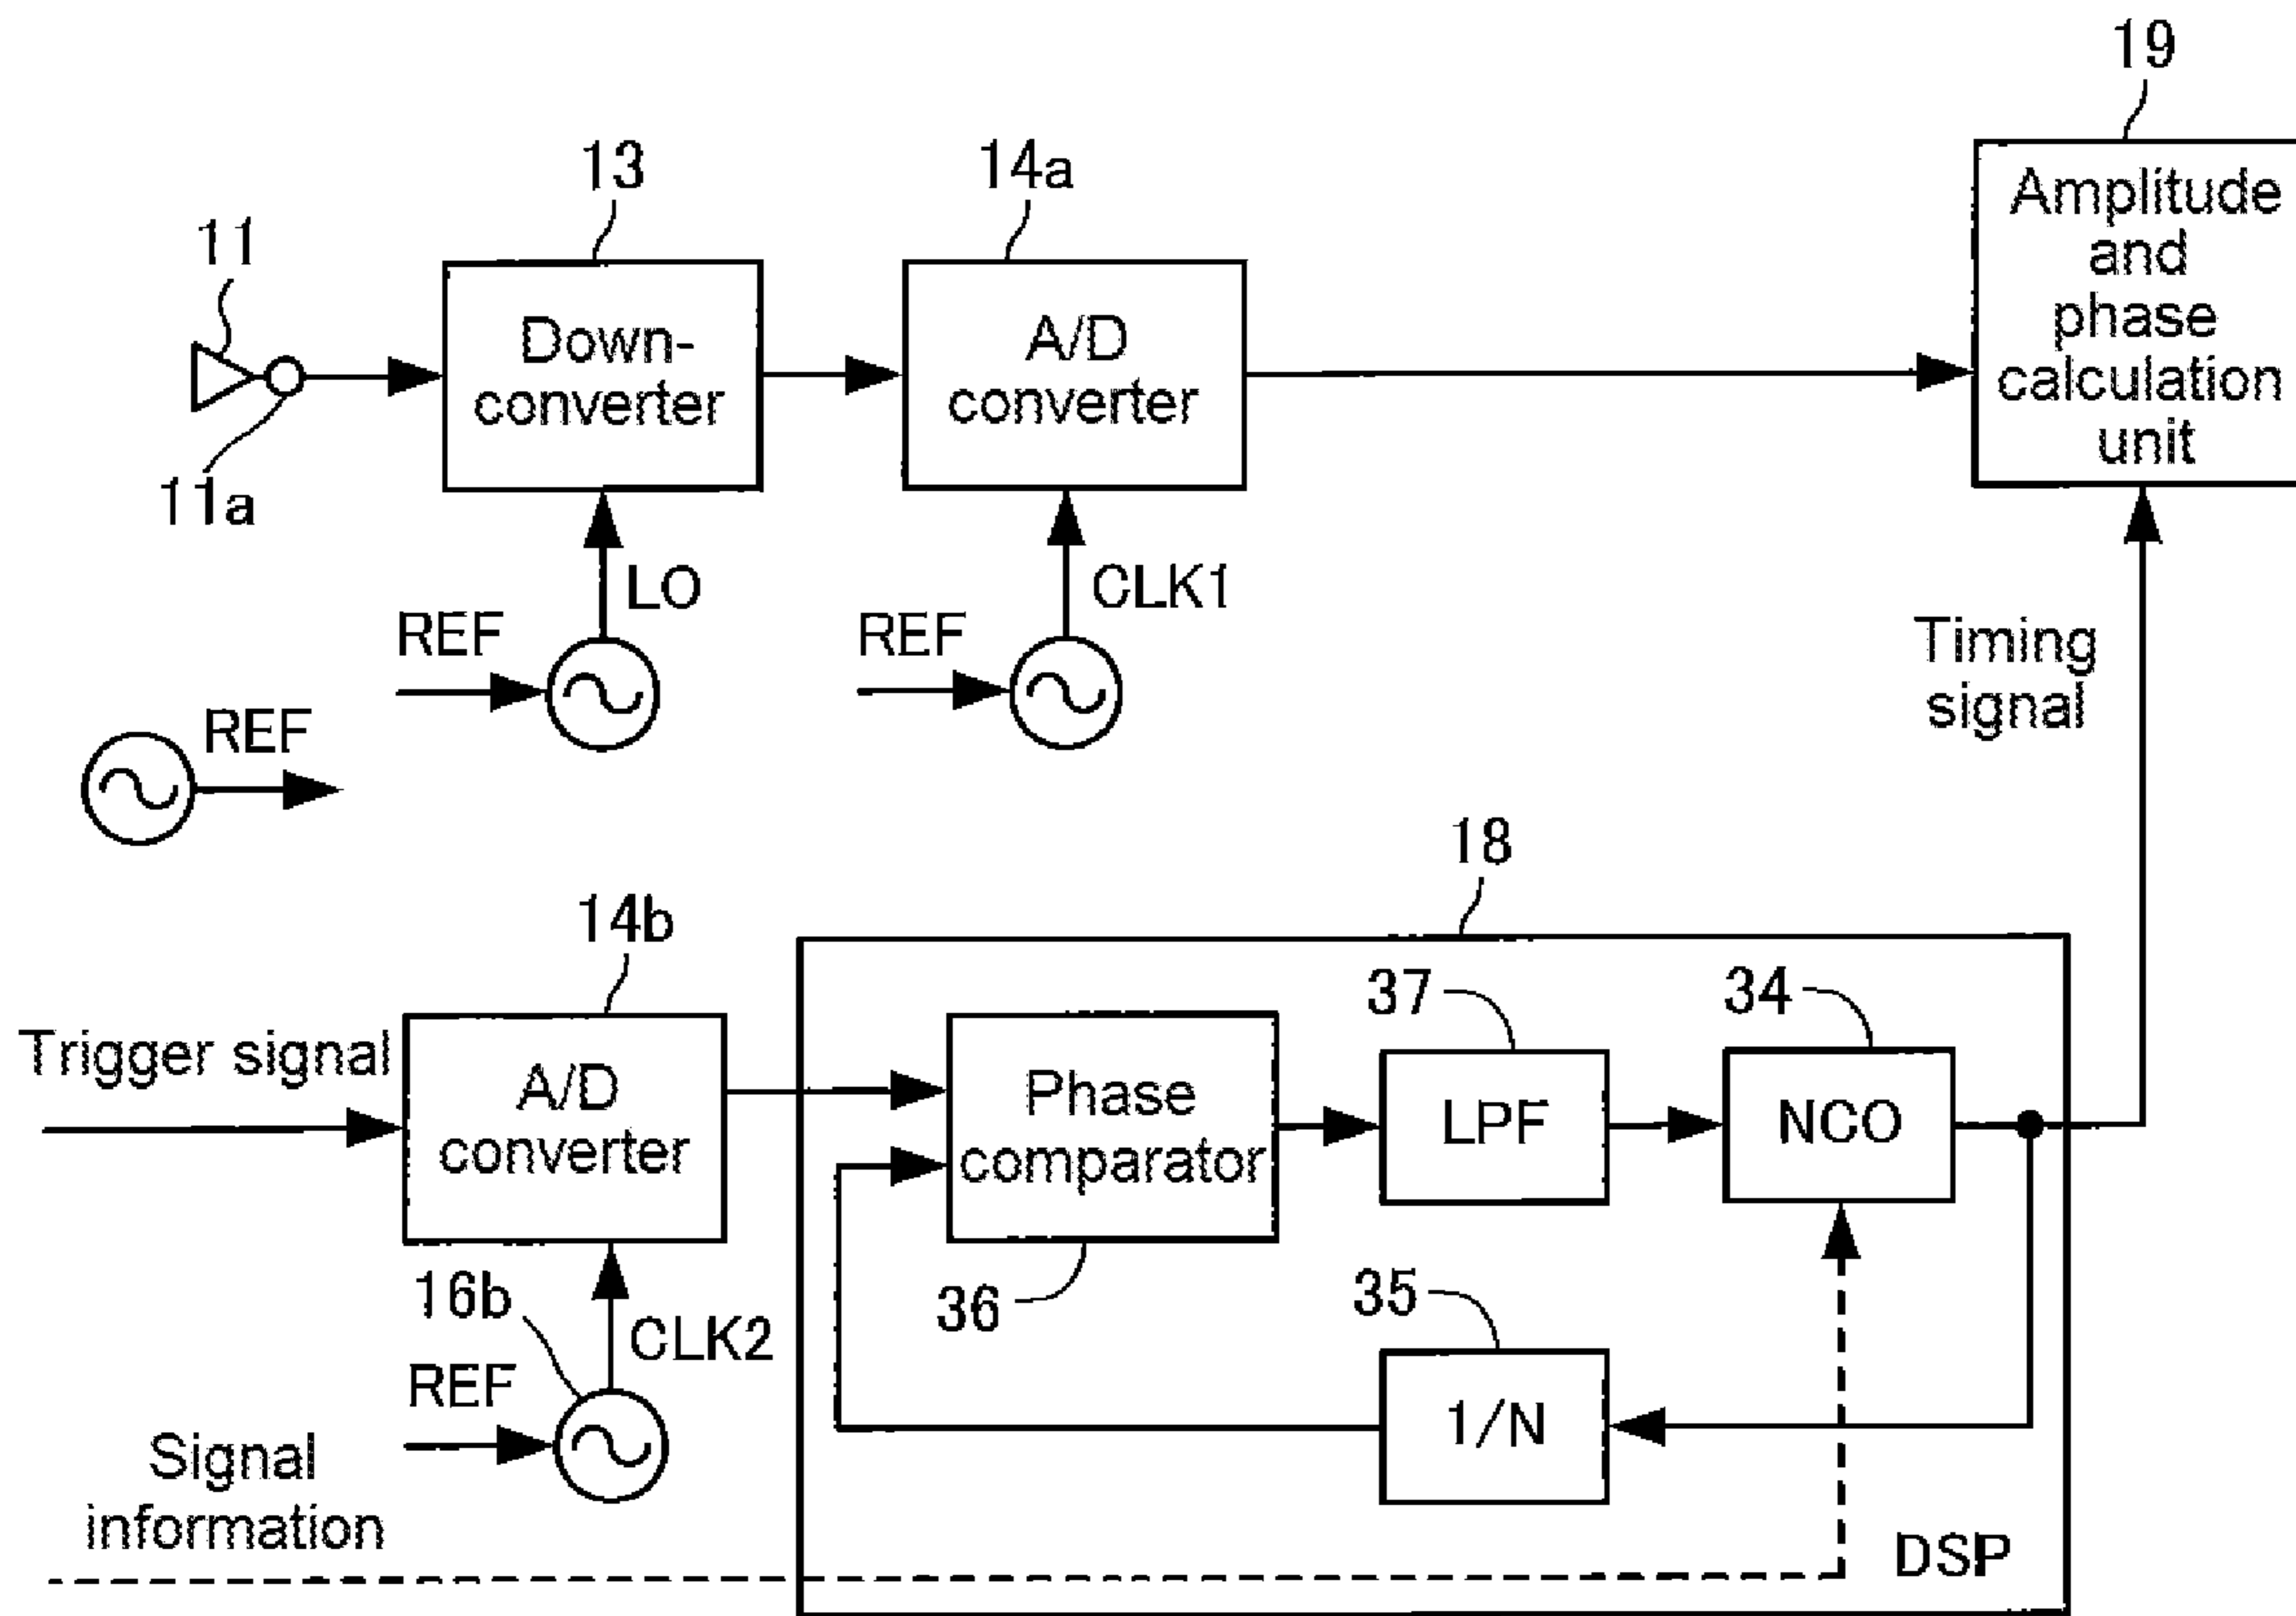 19
13
14a
11
Amplitude
and
phase
calculation
unit
Down-
converter
A/D
converter
11a
LO
CLK1
REF
REF
Timing
signal
REF
18
14b
37
34
Trigger signal
A/D
converter
Phase
comparator
LPF
NCO
16b
36
35
CLK2
REF
1/N
Signal
information
DSP